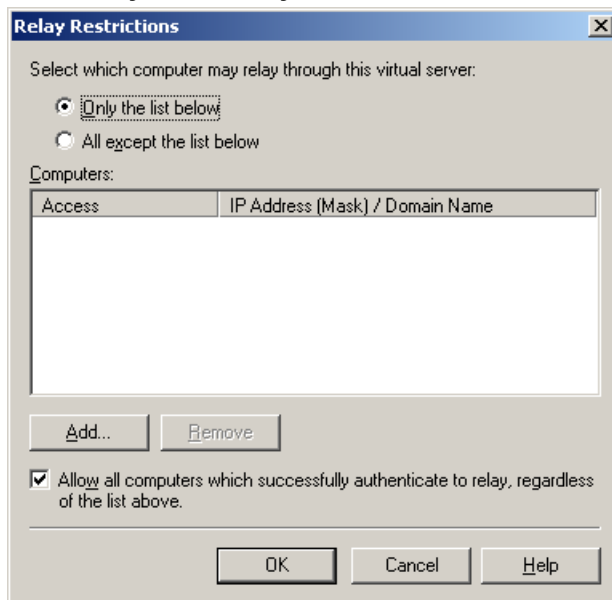 Relay Restrictions
Select which computer may relay through this virtual server:
Only the list below
All except the list below
Computers:
Access IP Address (Mask) / Domain Name
Add... Remove
Allow all computers which successfully authenticate to relay, regardless
of the list above.
OK Cancel Help